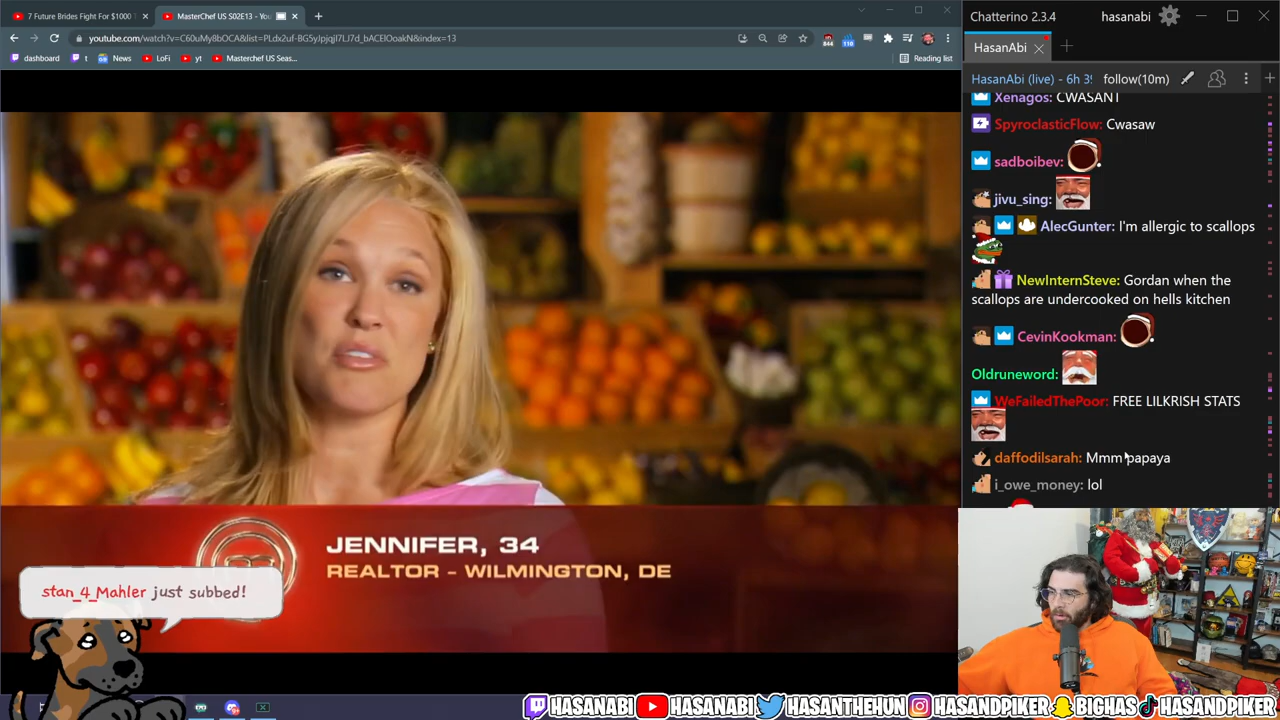 7 Future Brides Fight For $1000
MasterChef US S02E13 - You
youtube.com/watch?v=C60uMy8bOCA&list=PLdx2uf-BG5yJpjqjl7LJ7d_bACElOoakN&index=13
844
110
dashboard
t
News
LoFi
yt
Masterchef US Seas...
Reading list
JENNIFER, 34
REALTOR - WILMINGTON, DE
stan_4_Mahler just subbed!
Chatterino 2.3.4
hasanabi
HasanAbi
HasanAbi (live) - 6h 3
follow(10m)
Xenagos: CWASANT
SpyroclasticFlow: Cwasaw
sadboibev:
jivu_sing:
AlecGunter: I'm allergic to scallops
NewInternSteve: Gordan when the
scallops are undercooked on hells kitchen
CevinKookman:
Oldruneword:
WeFailedThePoor: FREE LILKRISH STATS
daffodilsarah: Mmm papaya
i_owe_money: lol
HASANABI HASANABI HASANTHEHUN HASANDPIKER BIGHAS HASANDPIKER